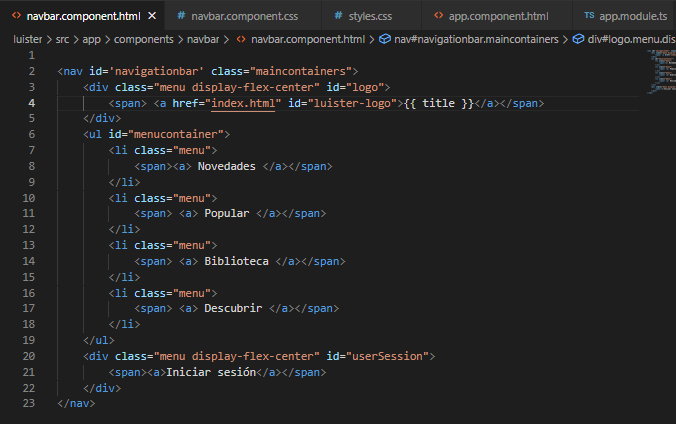 navbar.component.html navbar.component.css styles.css app.component.html TS app.module.ts
luister > src > app > components > navbar > navbar.component.html > nav#navigationbar.maincontainers > div#logo.menu.dis
1
2 <nav id='navigationbar' class="maincontainers">
3 <div class="menu display-flex-center" id="logo">
4 <span> <a href="index.html" id="luister-logo">{{ title }}</a></span>
5 </div>
6 <ul id="menucontainer">
7 <li class="menu">
8 <span><a> Novedades </a></span>
9 </li>
10 <li class="menu">
11 <span> <a> Popular </a></span>
12 </li>
13 <li class="menu">
14 <span> <a> Biblioteca </a></span>
15 </li>
16 <li class="menu">
17 <span> <a> Descubrir </a></span>
18 </li>
19 </ul>
20 <div class="menu display-flex-center" id="userSession">
21 <span><a>Iniciar sesión</a></span>
22 </div>
23 </nav>